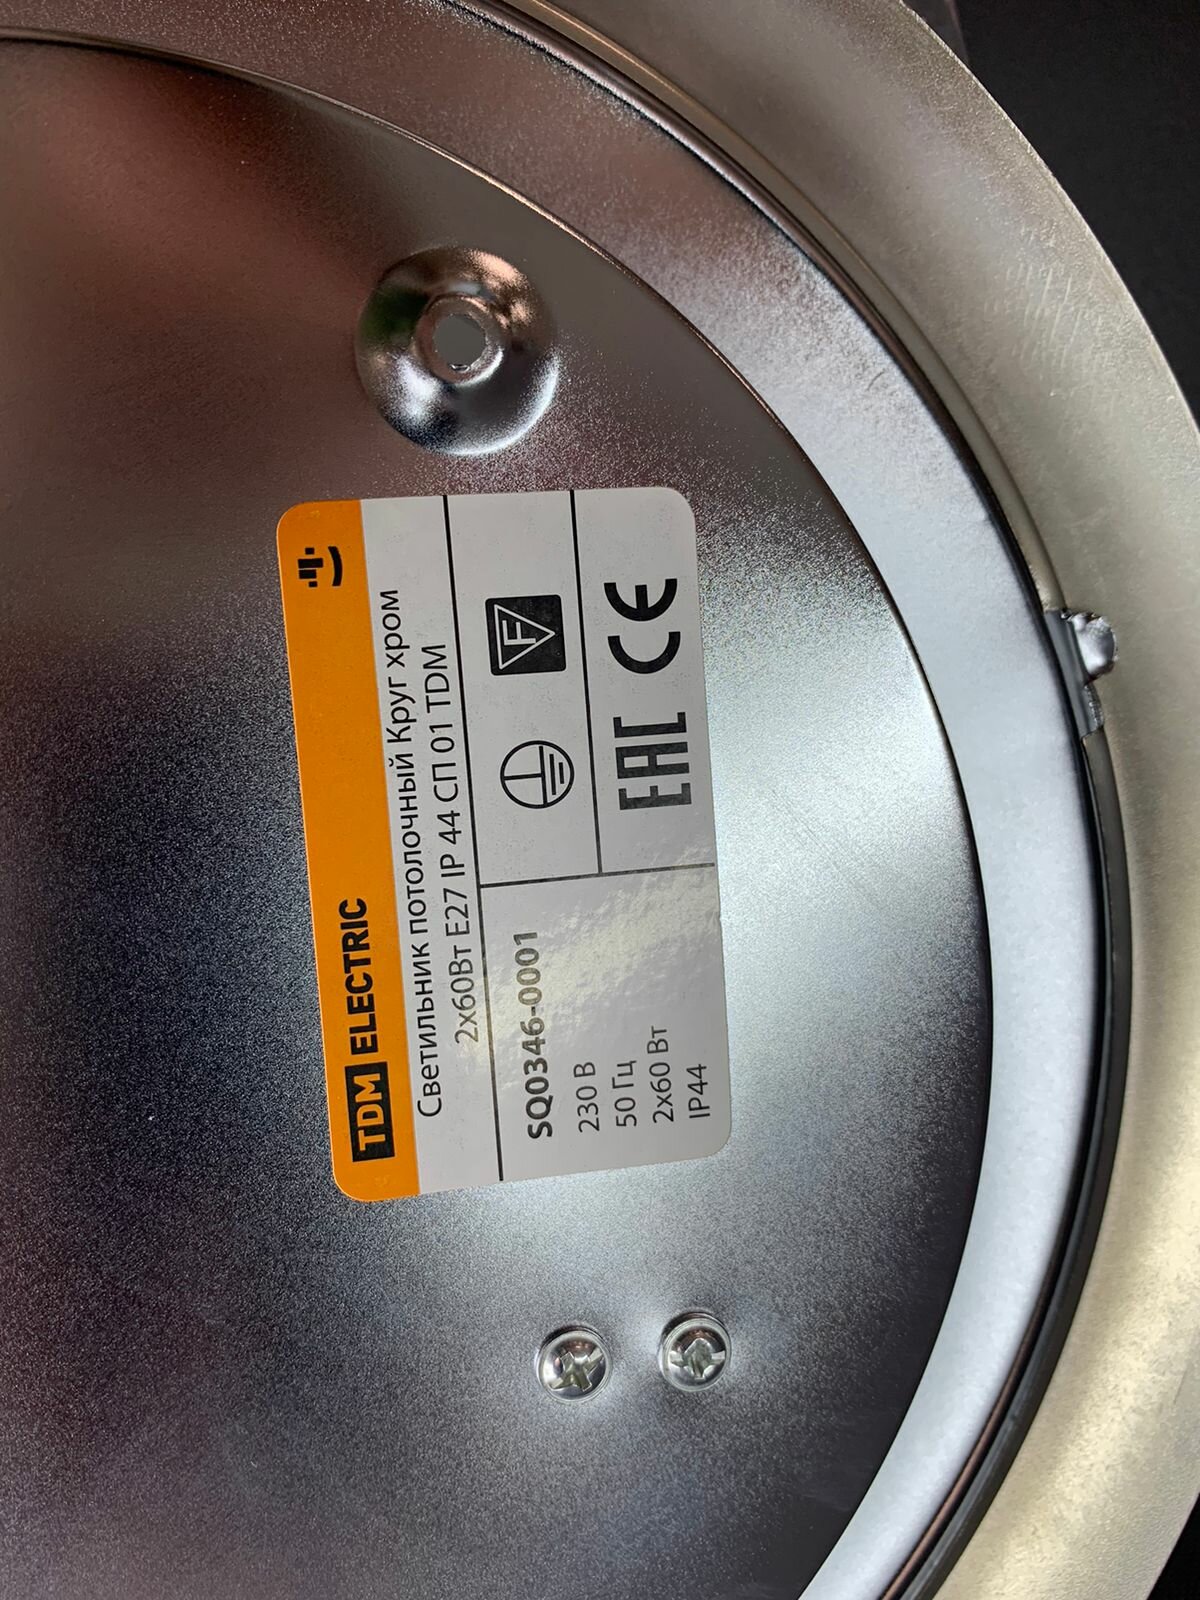 TDM ELECTRIC
Светильник потолочный Круг хром
2х60Вт Е27 IP 44 СП 01 TDM
SQ0346-0001
230 В
50 Гц
2х60 Вт
IP44
F
EAC CE